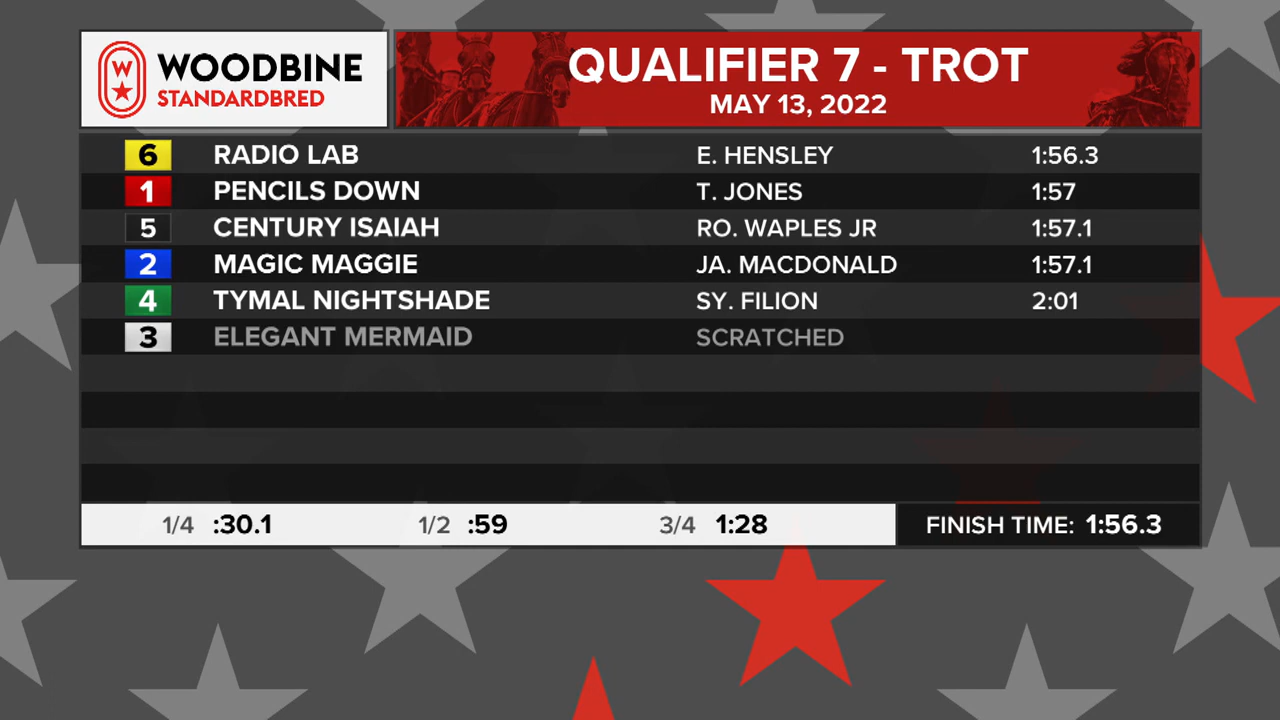 W
WOODBINE
STANDARDBRED
QUALIFIER 7 - TROT
MAY 13, 2022
6 RADIO LAB E. HENSLEY 1:56.3
1 PENCILS DOWN T. JONES 1:57
5 CENTURY ISAIAH RO. WAPLES JR 1:57.1
2 MAGIC MAGGIE JA. MACDONALD 1:57.1
4 TYMAL NIGHTSHADE SY. FILION 2:01
3 ELEGANT MERMAID SCRATCHED
1/4 :30.1 1/2 :59 3/4 1:28 FINISH TIME: 1:56.3